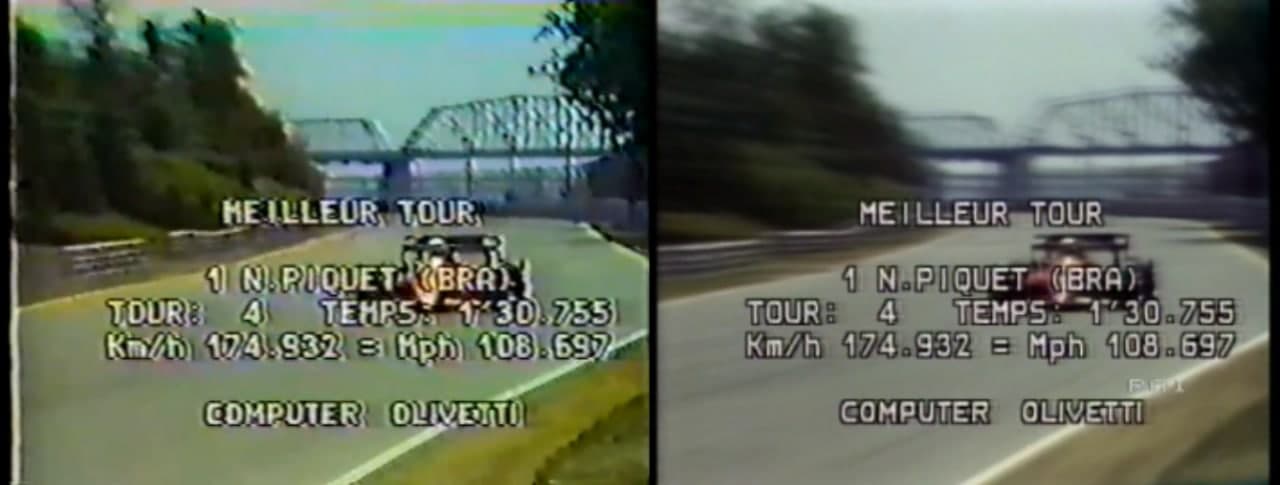 MEILLEUR TOUR
1 N.PIQUET (BRA)
TOUR: 4 TEMPS: 1'30.755
Km/h 174.932 = Mph 108.697
COMPUTER OLIVETTI
MEILLEUR TOUR
1 N.PIQUET (BRA)
TOUR: 4 TEMPS: 1'30.755
Km/h 174.932 = Mph 108.697
COMPUTER OLIVETTI